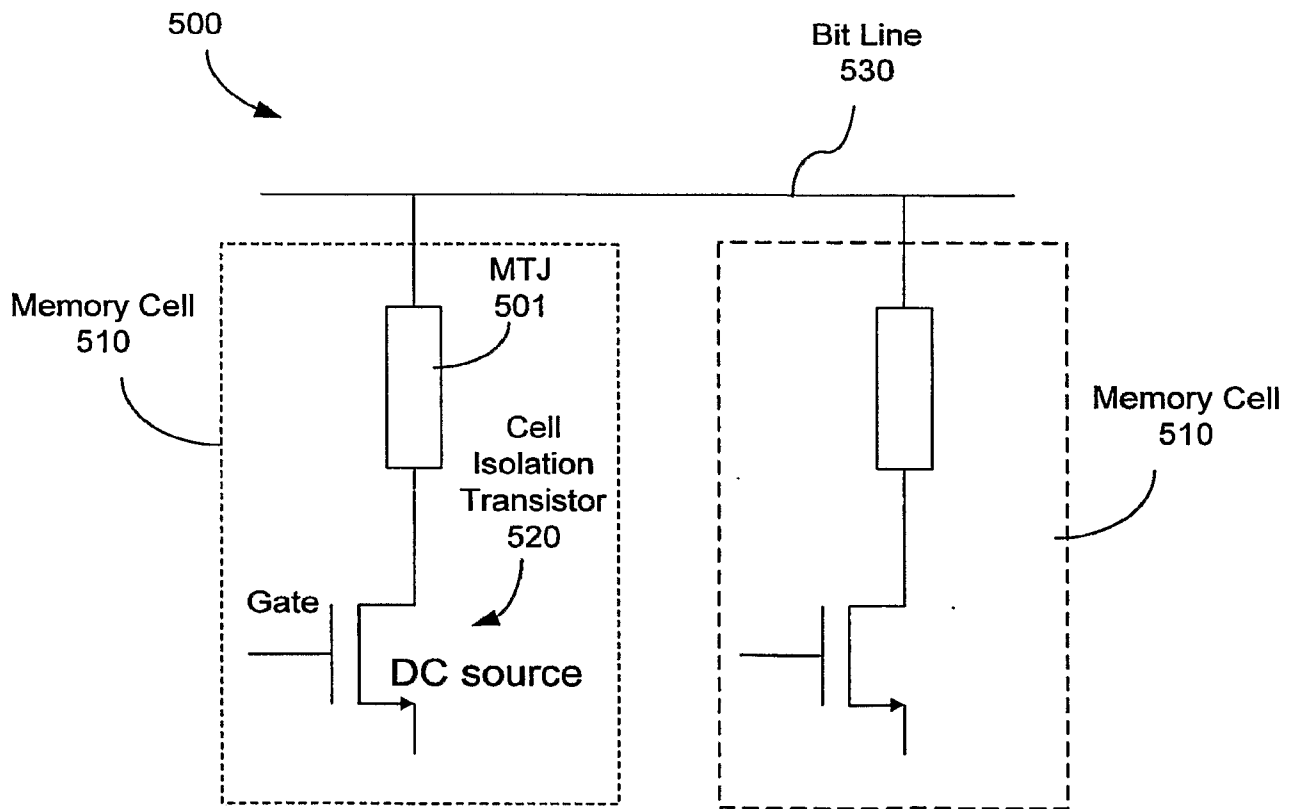 500
Bit Line
530
MTJ
501
Memory Cell
510
Memory Cell
510
Cell
Isolation
Transistor
520
Gate
DC source